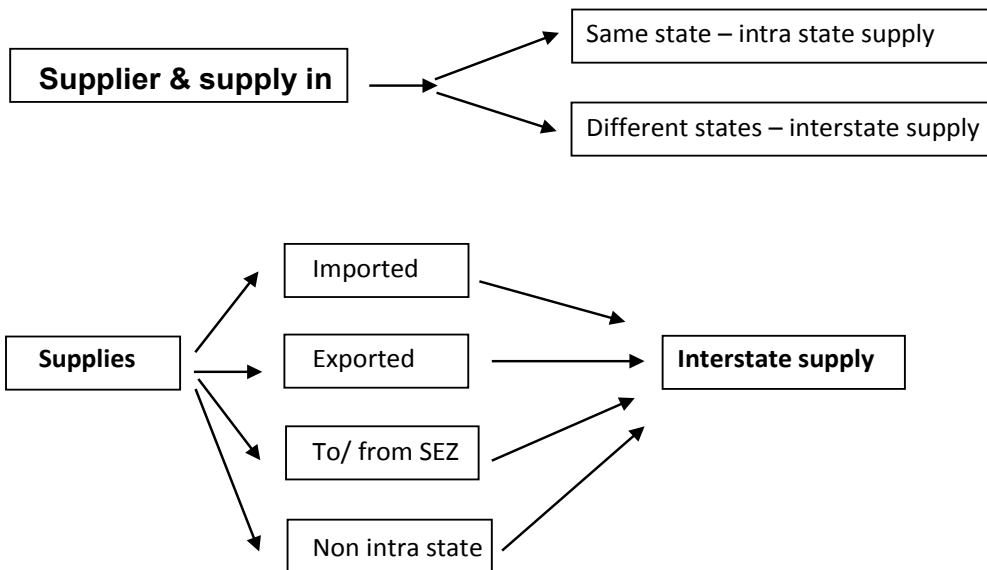 Supplier & supply in
Same state – intra state supply
Different states – interstate supply
Supplies
Imported
Exported
To/ from SEZ
Non intra state
Interstate supply